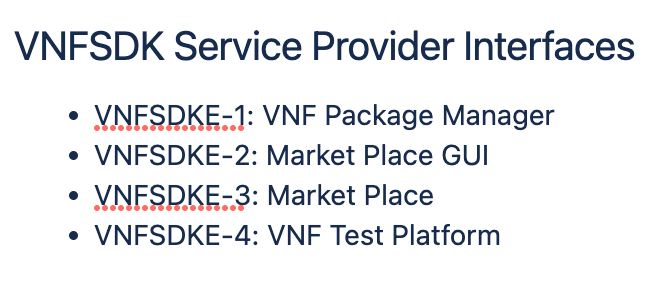 VNFSDK Service Provider Interfaces
• VNFSDKE-1: VNF Package Manager
• VNFSDKE-2: Market Place GUI
• VNFSDKE-3: Market Place
• VNFSDKE-4: VNF Test Platform